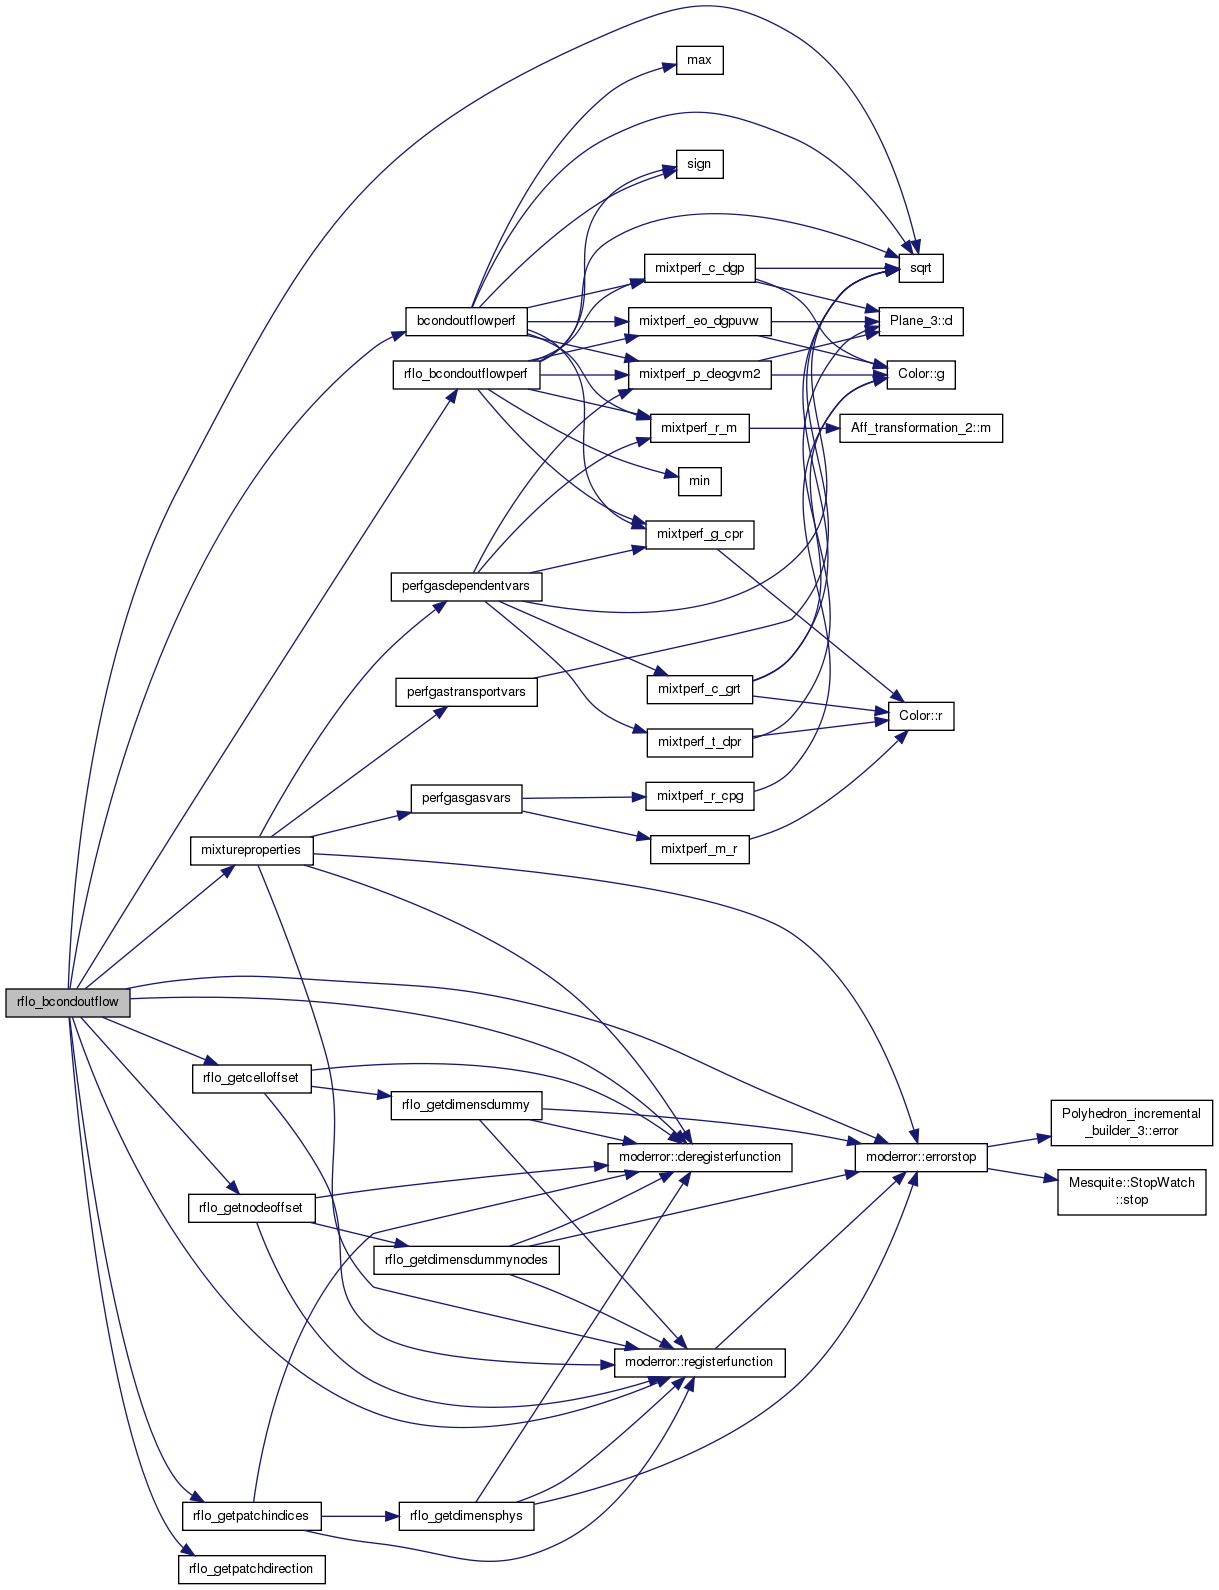 max
sign
mixtperf_c_dgp
sqrt
bcondoutflowperf
mixtperf_eo_dgpuvw
Plane_3::d
rflo_bcondoutflowperf
mixtperf_p_deogvm2
Color::g
mixtperf_r_m
Aff_transformation_2::m
min
mixtperf_g_cpr
perfgasdependentvars
perfgastransportvars
mixtperf_c_grt
Color::r
mixtperf_t_dpr
perfgasgasvars
mixtperf_r_cpg
mixtureproperties
mixtperf_m_r
rflo_bcondoutflow
rflo_getcelloffset
rflo_getdimensdummy
Polyhedron_incremental
_builder_3::error
moderror::deregisterfunction
moderror::errorstop
Mesquite::StopWatch
::stop
rflo_getnodeoffset
rflo_getdimensdummynodes
moderror::registerfunction
rflo_getpatchindices
rflo_getdimensphys
rflo_getpatchdirection